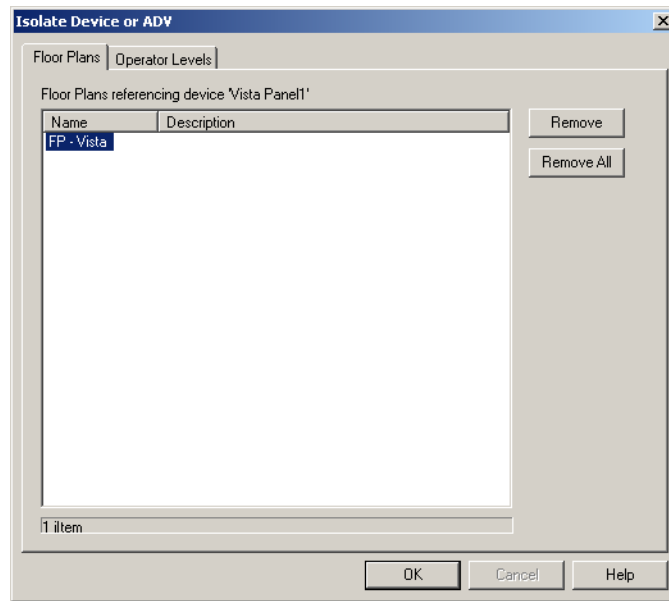 Isolate Device or ADV
Floor Plans Operator Levels
Floor Plans referencing device 'Vista Panel1'
Name Description
FP - Vista
Remove
Remove All
1 iItem
OK Cancel Help